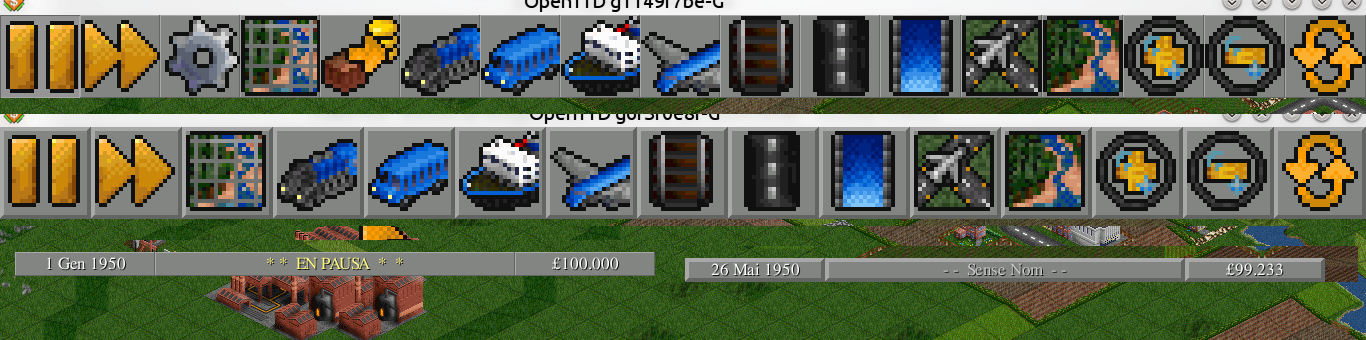 1 Gen 1950
* * EN PAUSA * *
£100.000
26 Mai 1950
- - Sense Nom - -
£99.233